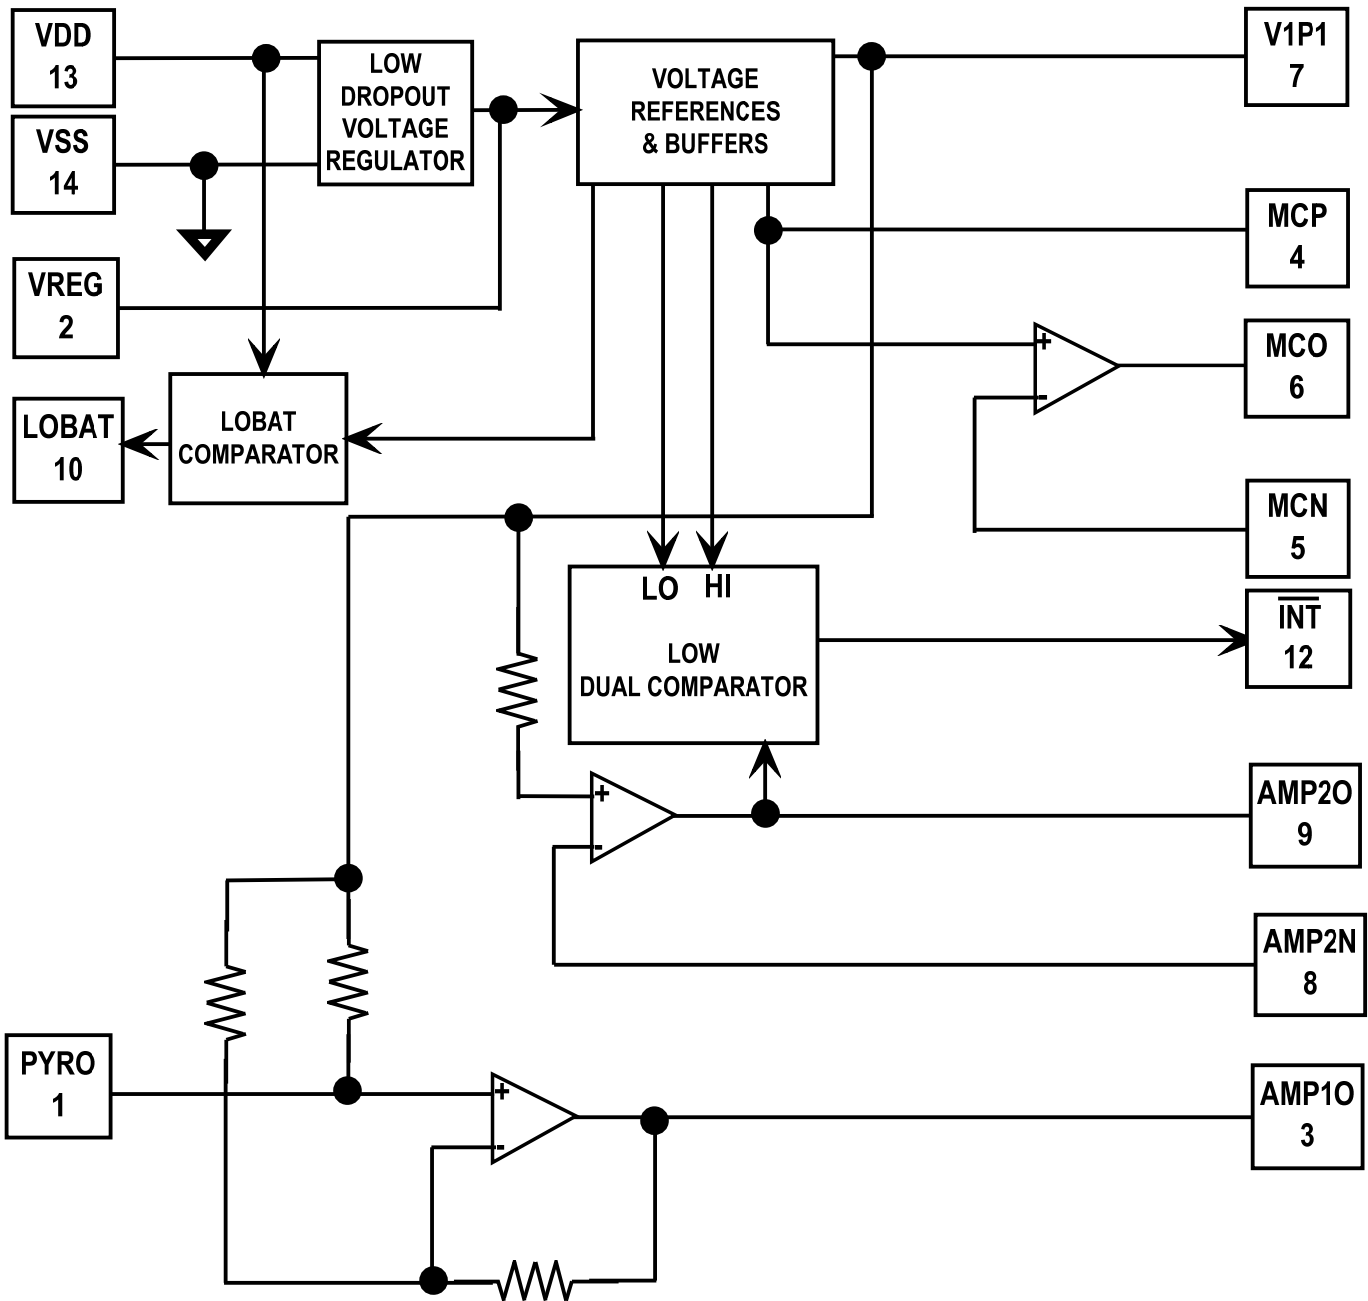 VDD
13
LOW
DROPOUT
VOLTAGE
REGULATOR
VOLTAGE
REFERENCES
& BUFFERS
V1P1
7
VSS
14
MCP
4
VREG
2
MCO
6
+
-
LOBAT
10
LOBAT
COMPARATOR
MCN
5
LO HI
LOW
DUAL COMPARATOR
INT
12
AMP2O
9
+
-
AMP2N
8
PYRO
1
+
-
AMP1O
3